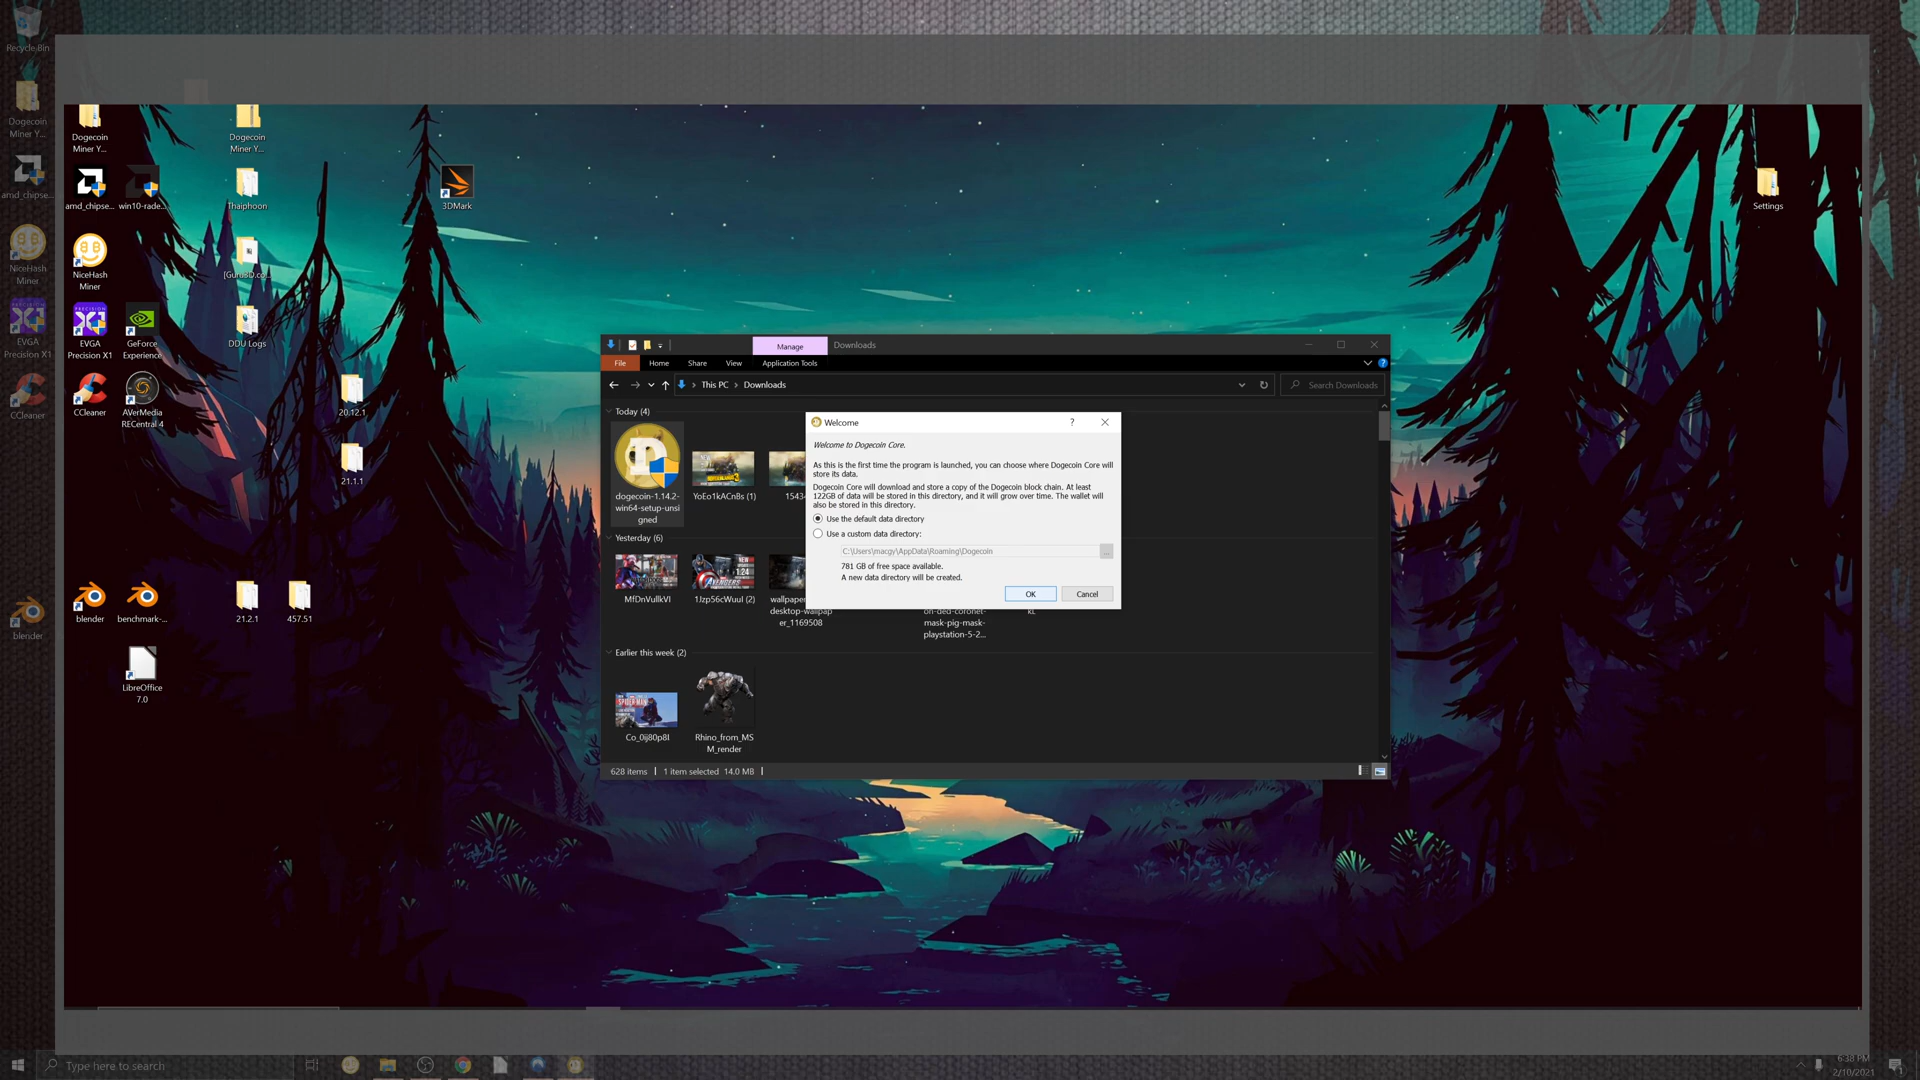 Recycle Bin
Dogecoin
Miner Y...
amd_chipse...
NiceHash
Miner
EVGA
Precision X1
CCleaner
blender
Dogecoin
Miner Y...
Dogecoin
Miner Y...
amd_chipse...
win10-rade...
Thaiphoon
3DMark
Settings
NiceHash
Miner
[Guru3D.co...
PRECISION
EVGA
Precision X1
GeForce
Experience
DDU Logs
CCleaner
AVerMedia
RECentral 4
20.12.1
21.1.1
blender
benchmark-...
21.2.1
457.51
LibreOffice
7.0
Manage
Downloads
File
Home
Share
View
Application Tools
This PC
Downloads
Search Downloads
Today (4)
dogecoin-1.14.2-
win64-setup-unsi
gned
YoEo1kACnBs (1)
1543
Yesterday (6)
MfDnVullkVI
1Jzp56cWuuI (2)
wallpaper
desktop-wallpap
er_1169508
on-ded-coronet-
mask-pig-mask-
playstation-5-2...
kL
Earlier this week (2)
Co_0ij80p8I
Rhino_from_MS
M_render
628 items
1 item selected 14.0 MB
Welcome
?
Welcome to Dogecoin Core.
As this is the first time the program is launched, you can choose where Dogecoin Core will
store its data.
Dogecoin Core will download and store a copy of the Dogecoin block chain. At least
122GB of data will be stored in this directory, and it will grow over time. The wallet will
also be stored in this directory.
Use the default data directory
Use a custom data directory:
C:\Users\macgy\AppData\Roaming\Dogecoin
...
781 GB of free space available.
A new data directory will be created.
OK
Cancel
Type here to search
6:38 PM
2/10/2021